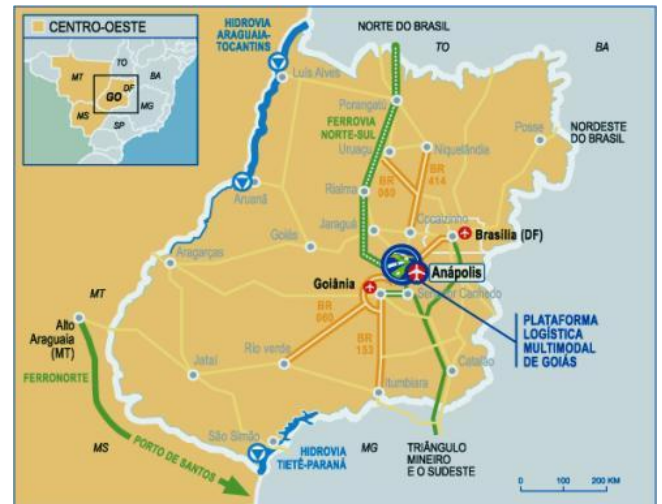 CENTRO-OESTE
TO
MT
DF
GO
BA
MG
MS
SP
HIDROVIA
ARAGUAIA-
TOCANTINS
NORTE DO BRASIL
TO
BA
Luís Alves
Porangatú
FERROVIA
NORTE-SUL
Uruaçu
Niquelândia
Posse
NORDESTE
DO BRASIL
BR
080
BR
414
Rialma
Aruanã
Jaraguá
Cocalzinho
Goiás
Brasília (DF)
Aragarças
Anápolis
Goiânia
Senador Canhedo
MT
Alto
Araguaia
(MT)
BR
060
BR
153
PLATAFORMA
LOGÍSTICA
MULTIMODAL
DE GOIÁS
FERRONORTE
Jataí
Rio verde
Catalão
Itumbiara
São Simão
MS
PORTO DE SANTOS
HIDROVIA
TIETÊ-PARANÁ
MG
TRIÂNGULO
MINEIRO
E O SUDESTE
0 100 200 KM